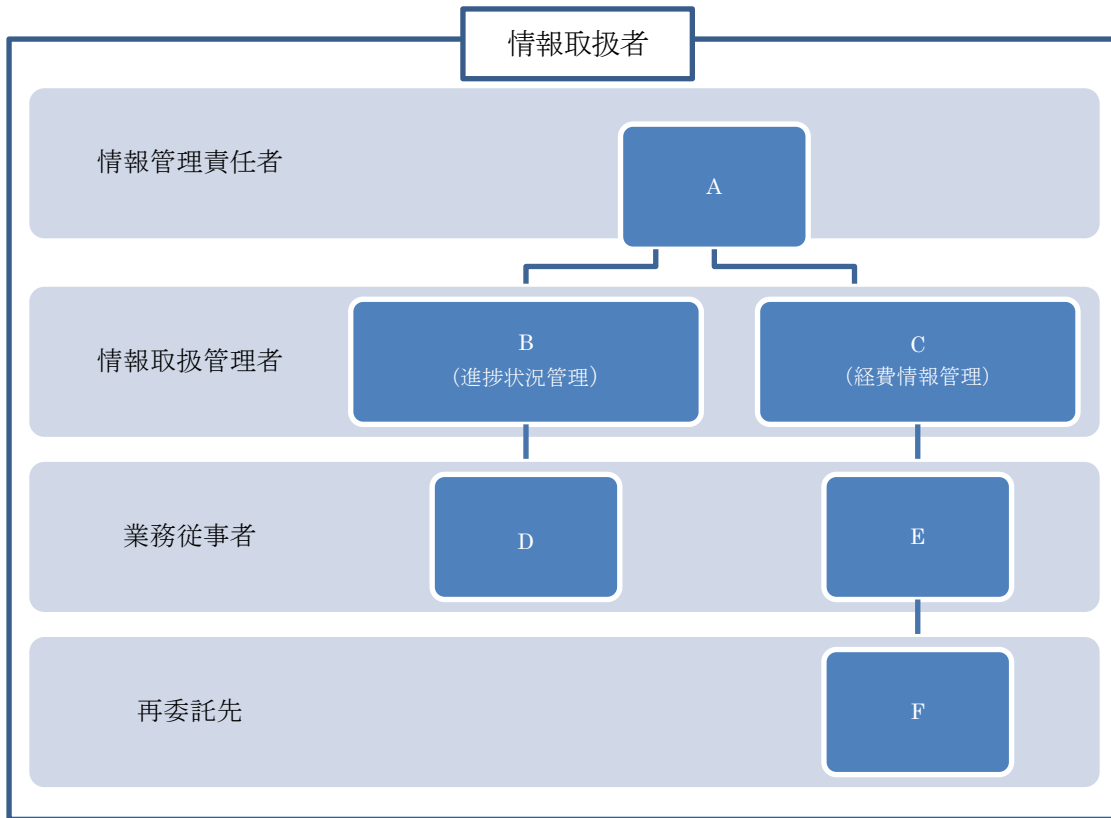 情報取扱者
情報管理責任者
A
情報取扱管理者
B
（進捗状況管理）
C
（経費情報管理）
業務従事者
D
E
再委託先
F